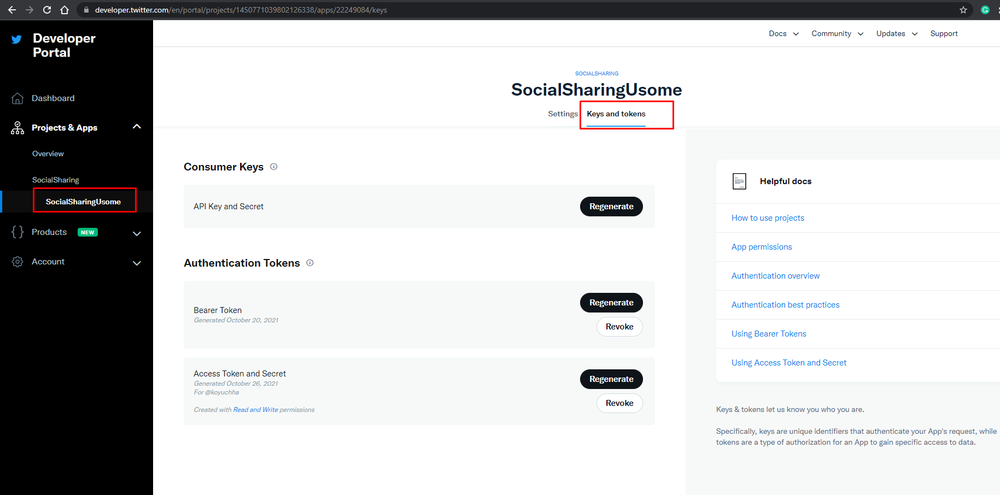 developer.twitter.com/en/portal/projects/1450771039802126338/apps/22249084/keys
Developer
Portal
Dashboard
Projects & Apps
Overview
SocialSharing
SocialSharingUsome
Products NEW
Account
Docs Community Updates Support
SOCIALSHARING
SocialSharingUsome
Settings Keys and tokens
Consumer Keys
API Key and Secret Regenerate
Authentication Tokens
Bearer Token
Generated October 20, 2021
Regenerate
Revoke
Access Token and Secret
Generated October 26, 2021
For @koyuchha
Created with Read and Write permissions
Regenerate
Revoke
Helpful docs
How to use projects
App permissions
Authentication overview
Authentication best practices
Using Bearer Tokens
Using Access Token and Secret
Keys & tokens let us know you who you are.
Specifically, keys are unique identifiers that authenticate your App's request, while
tokens are a type of authorization for an App to gain specific access to data.